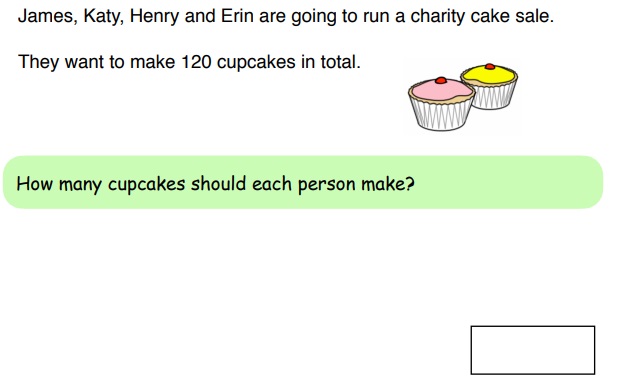 James, Katy, Henry and Erin are going to run a charity cake sale.
They want to make 120 cupcakes in total.
How many cupcakes should each person make?